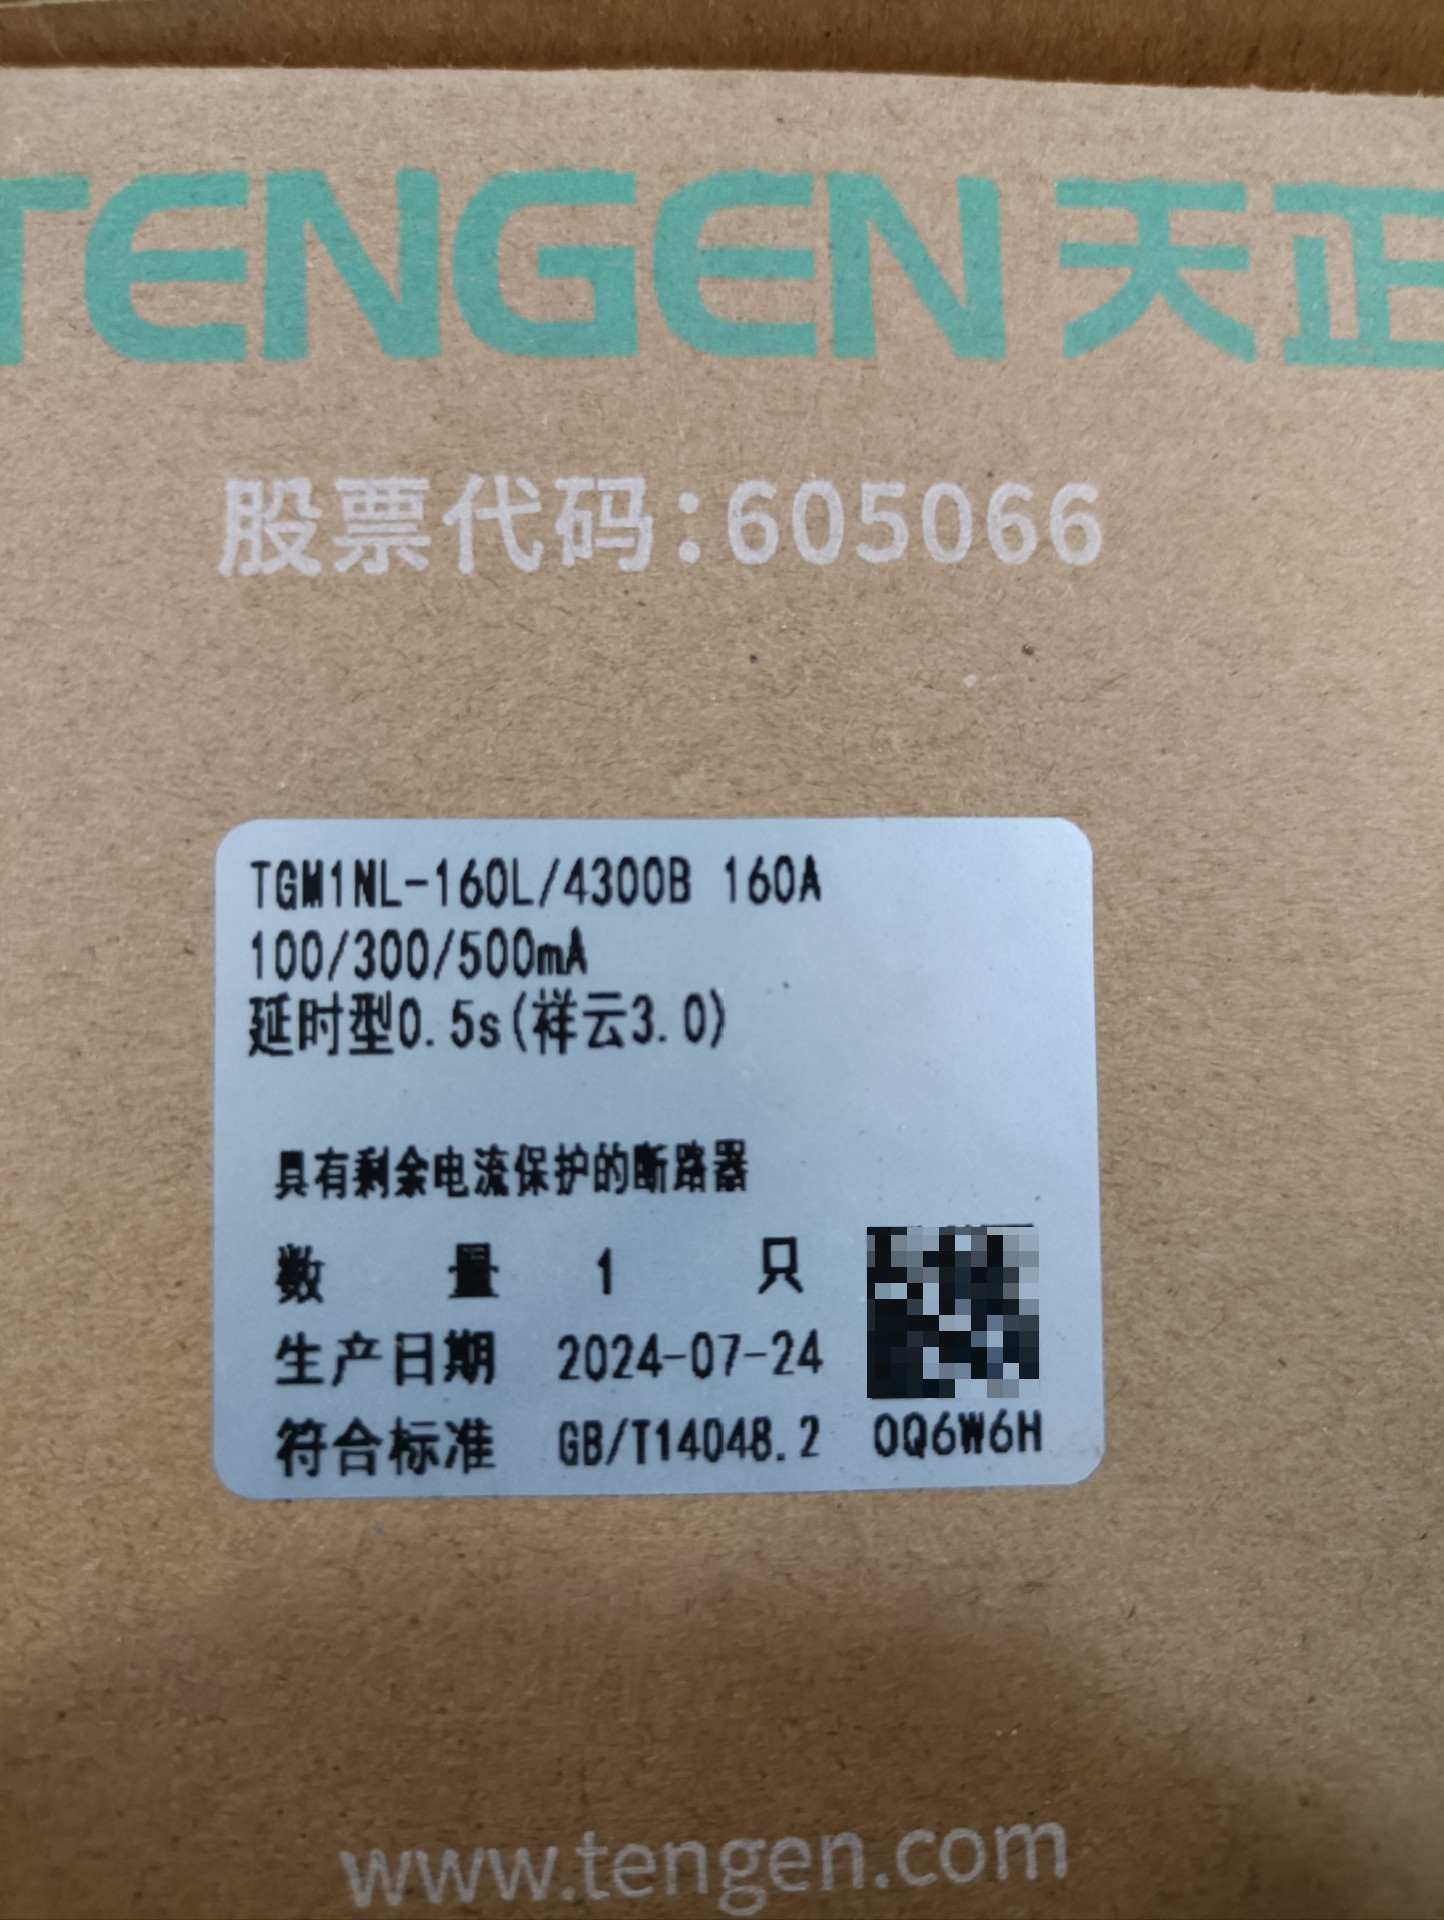 TENGEN 天正
股票代码:605066
TGM1NL-160L/4300B 160A
100/300/500mA
延时型0.5s(祥云3.0)
具有剩余电流保护的断路器
数量 1 只
生产日期 2024-07-24
符合标准 GB/T14048.2 0Q6W6H
www.tengen.com